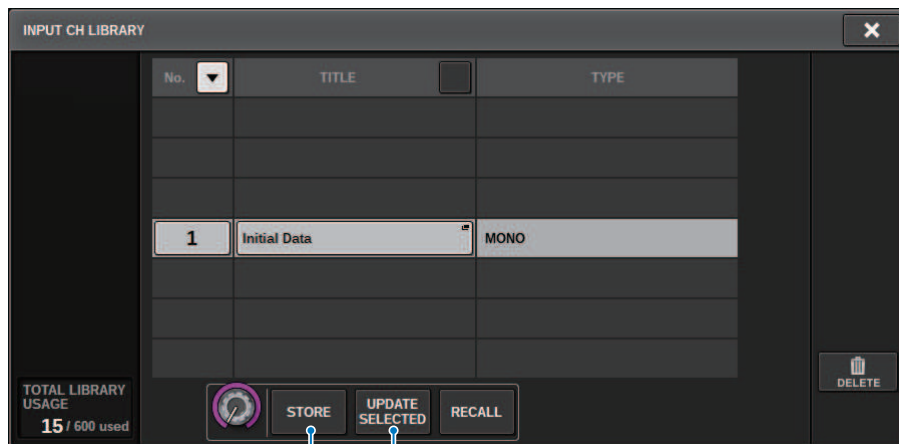 INPUT CH LIBRARY
No. TITLE TYPE
1 Initial Data MONO
TOTAL LIBRARY
USAGE
15 / 600 used
STORE
UPDATE
SELECTED
RECALL
DELETE